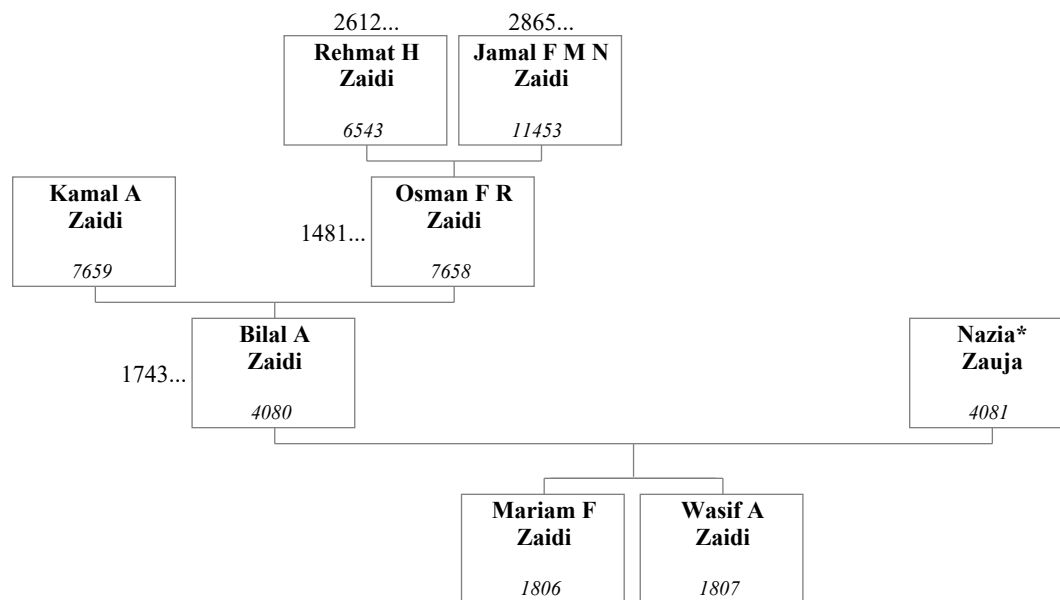 2612...
2865...
Rehmat H
Zaidi
6543
Jamal F M N
Zaidi
11453
Kamal A
Zaidi
7659
1481...
Osman F R
Zaidi
7658
1743...
Bilal A
Zaidi
4080
Nazia*
Zauja
4081
Mariam F
Zaidi
1806
Wasif A
Zaidi
1807